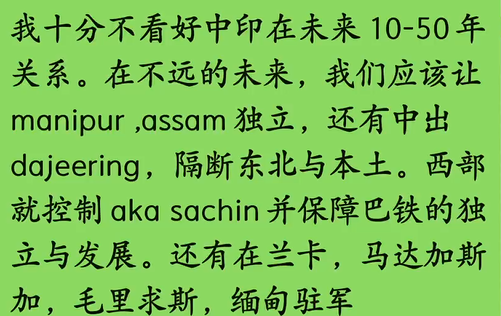 我十分不看好中印在未来 10-50 年
关系。在不远的未来，我们应该让
manipur ,assam 独立，还有中出
dajeering，隔断东北与本土。西部
就控制 aka sachin 并保障巴铁的独
立与发展。还有在兰卡，马达加斯
加，毛里求斯，缅甸驻军